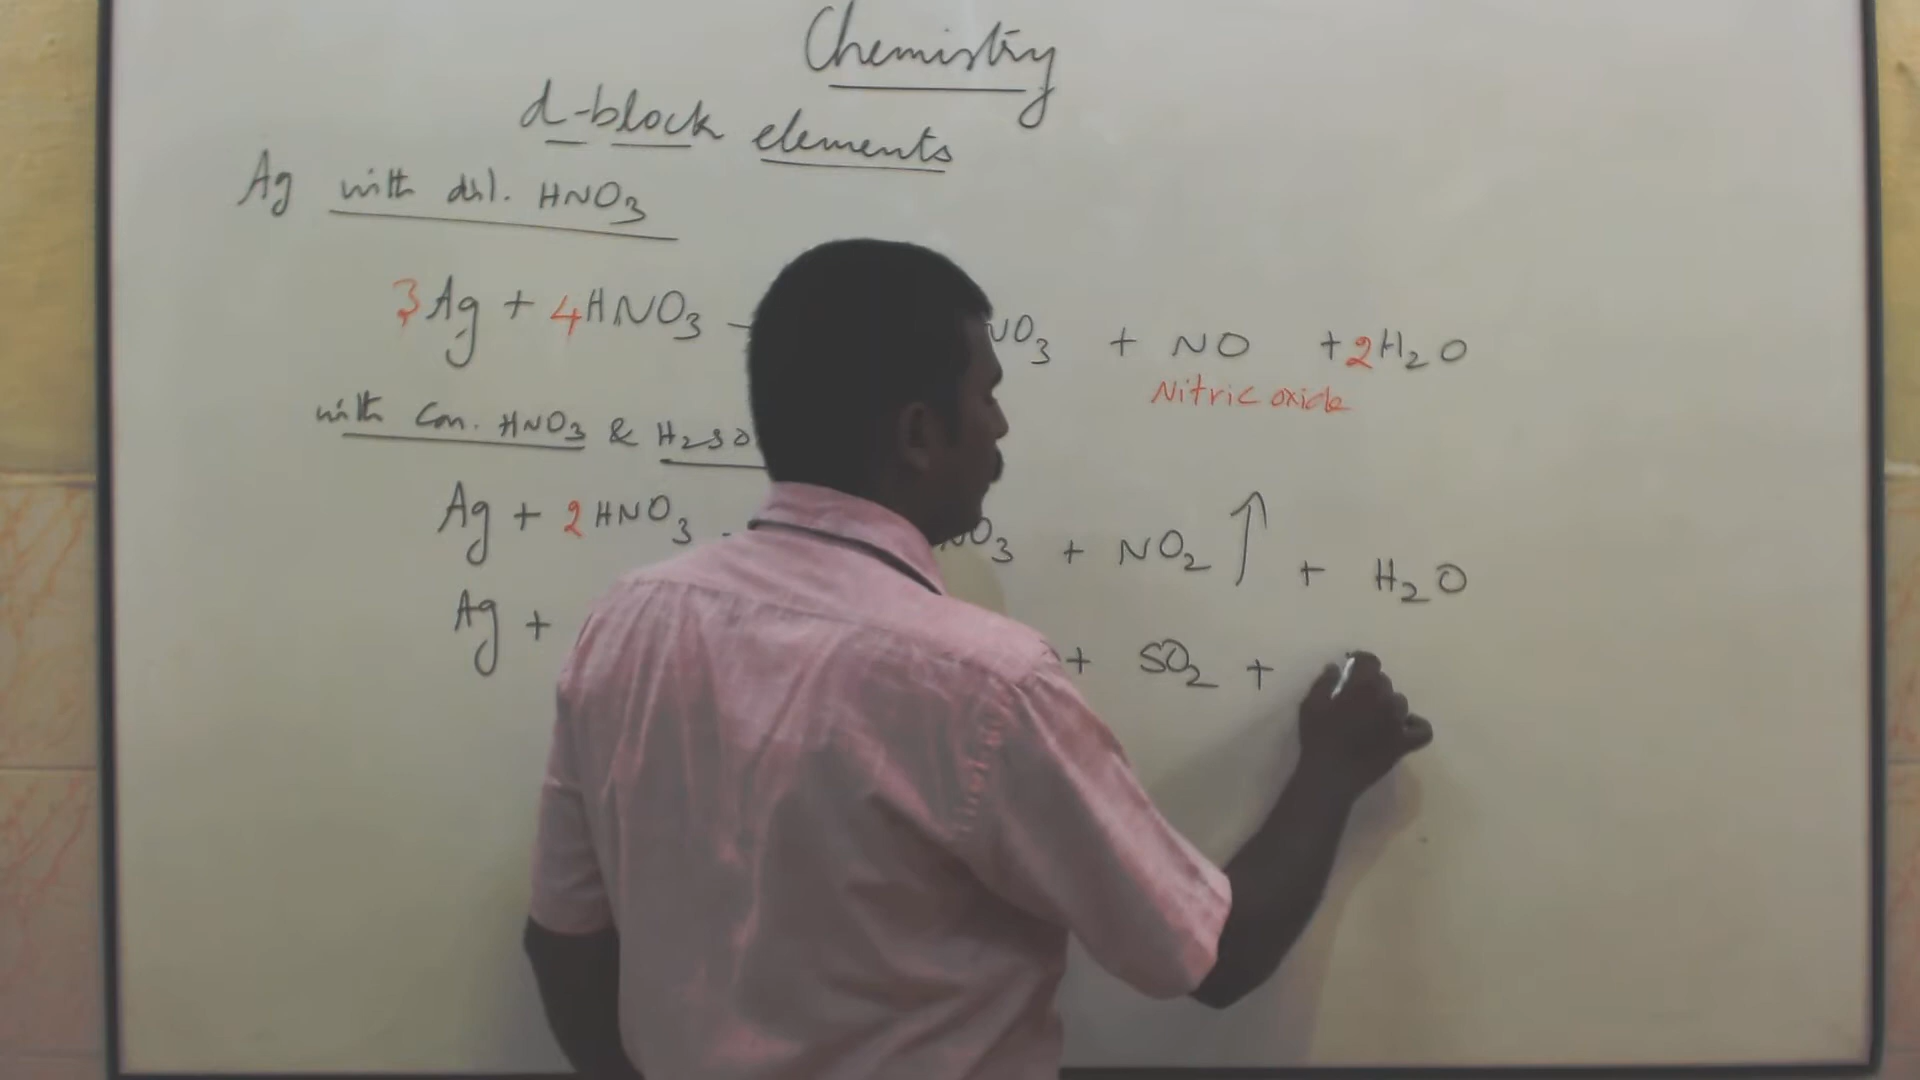 Chemistry
d-block elements
Ag with dil. HNO3
3Ag + 4HNO3 NO3 + NO + 2H2O
Nitric oxide
with Con. HNO3 & H2SO
Ag + 2HNO3 NO3 + NO2 ↑ + H2O
Ag + + SO2 +